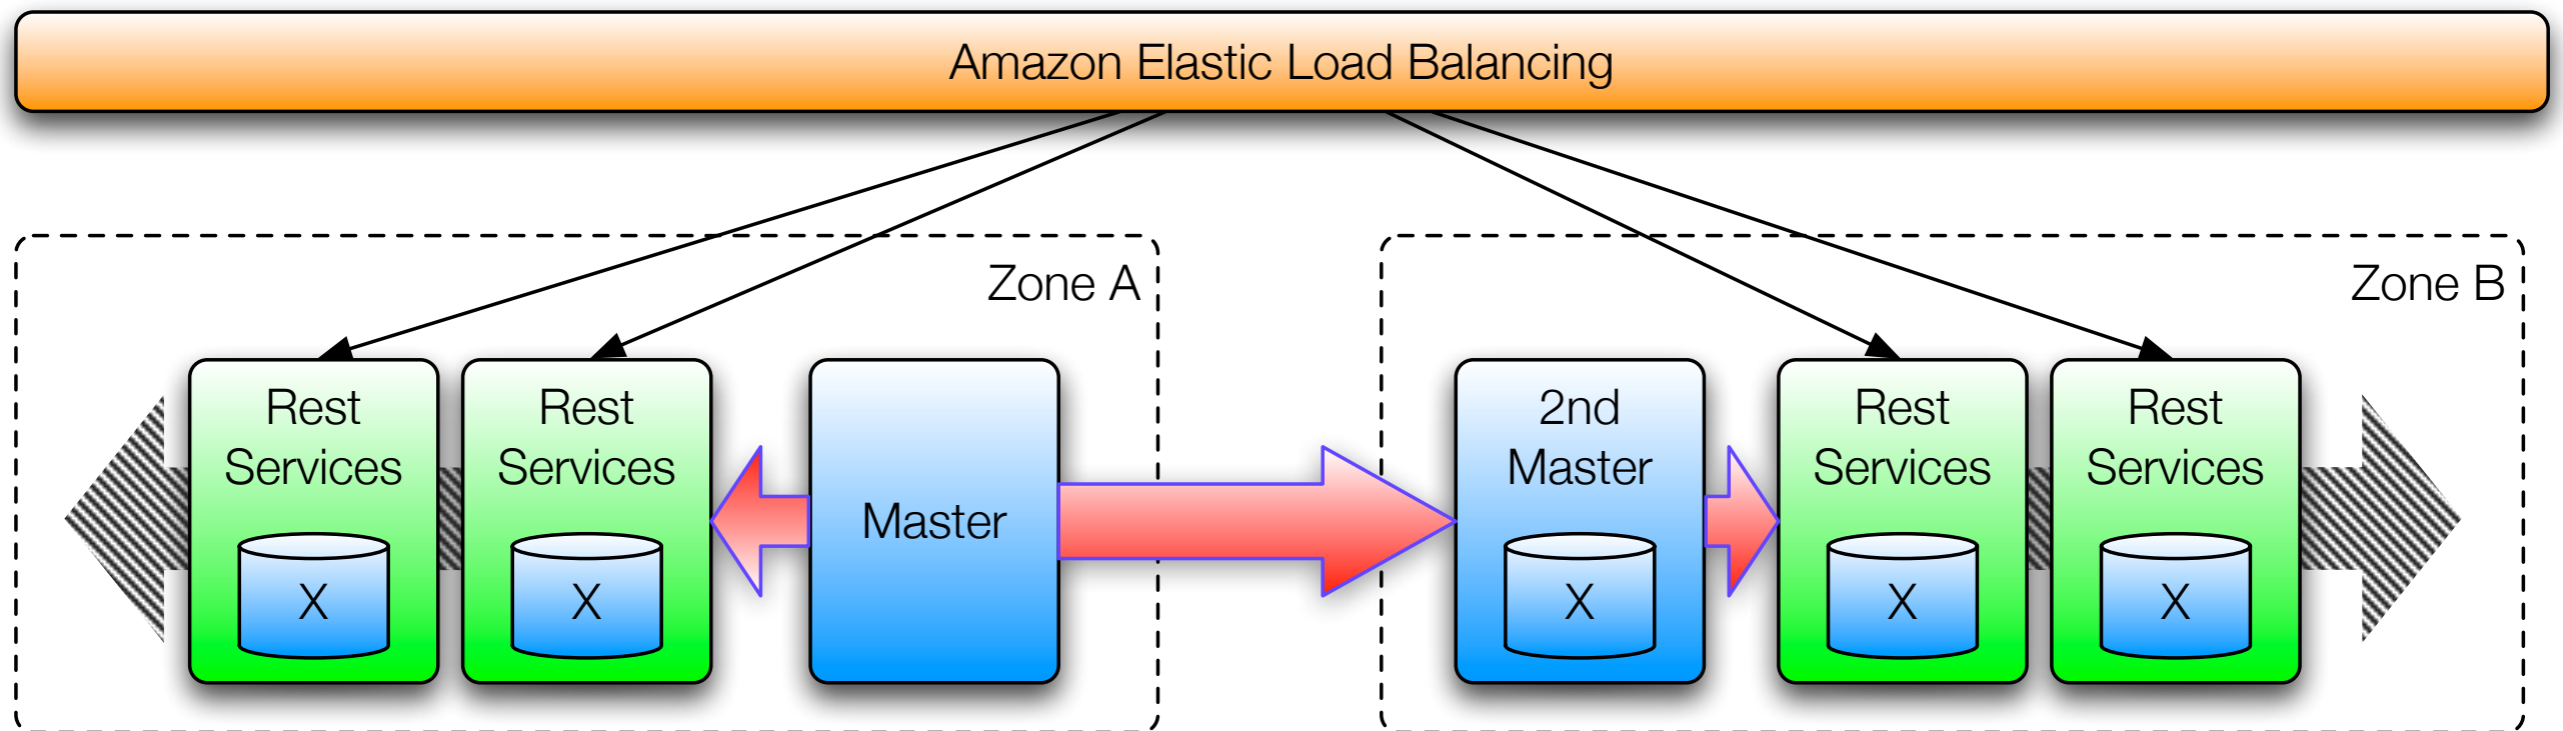 Amazon Elastic Load Balancing
Zone A
Zone B
Rest
Services
X
Rest
Services
X
Master
2nd
Master
X
Rest
Services
X
Rest
Services
X